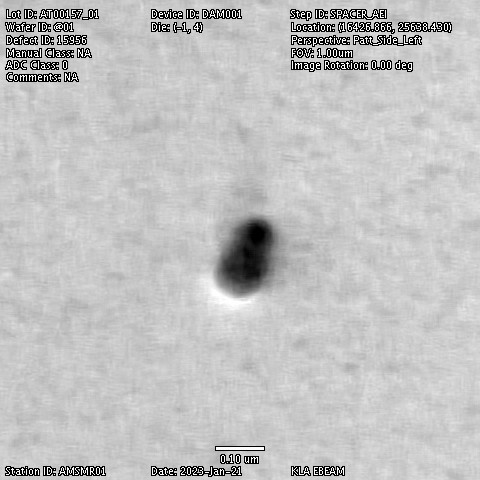 Lot ID: AT00157_01
Wafer ID: @01
Defect ID: 15956
Manual Class: NA
ADC Class: 0
Comments: NA
Device ID: DAM001
Die: (-1, 4)
Step ID: SPACER_AEI
Location: (16426.866, 25638.430)
Perspective: Patt_Side_Left
FOV: 1.00um
Image Rotation: 0.00 deg
0.10 um
Station ID: AMSMR01
Date: 2023-Jan-21
KLA EBEAM